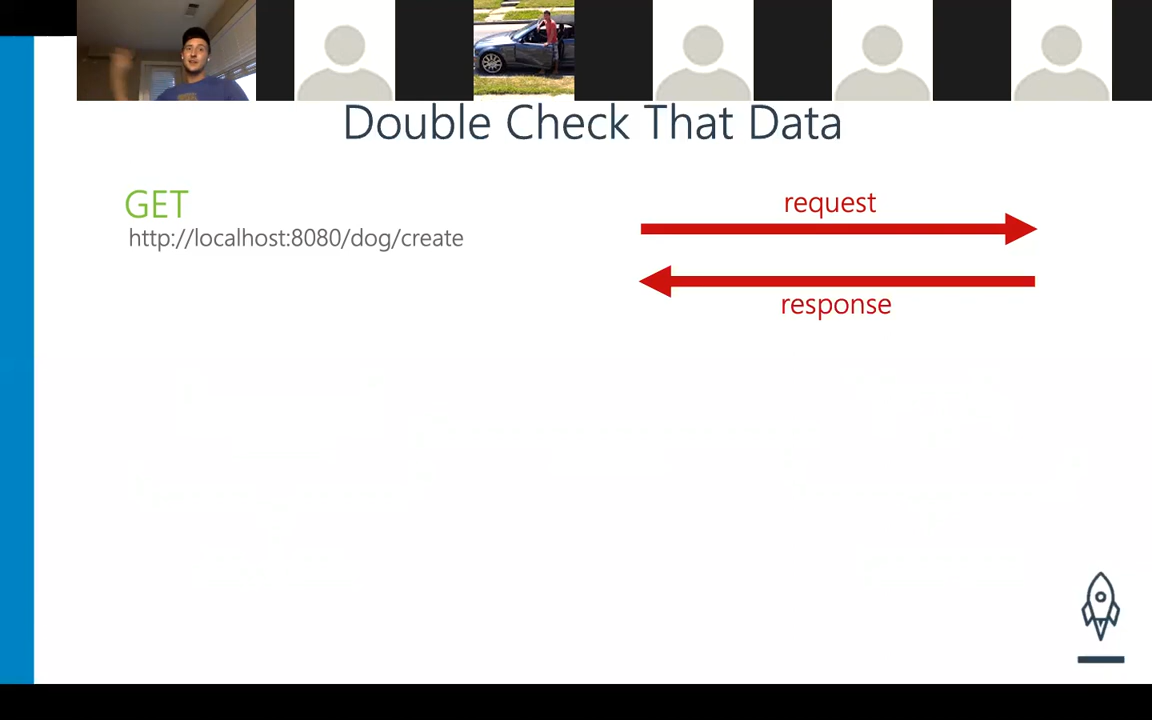 Double Check That Data
GET
http://localhost:8080/dog/create
request
response